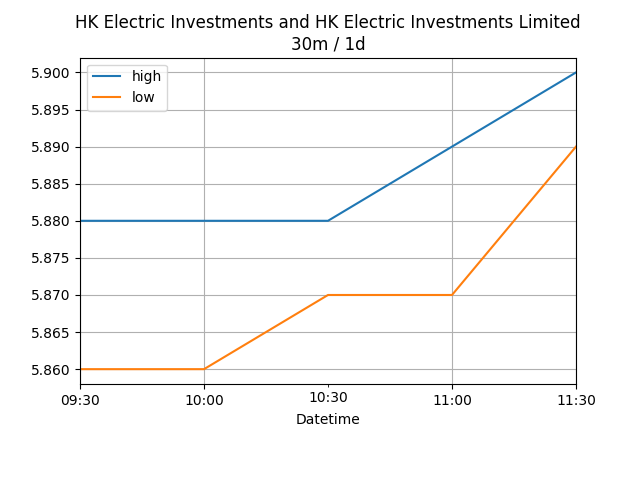 HK Electric Investments and HK Electric Investments Limited
30m / 1d
high
low
5.900
5.895
5.890
5.885
5.880
5.875
5.870
5.865
5.860
09:30
10:00
10:30
11:00
11:30
Datetime